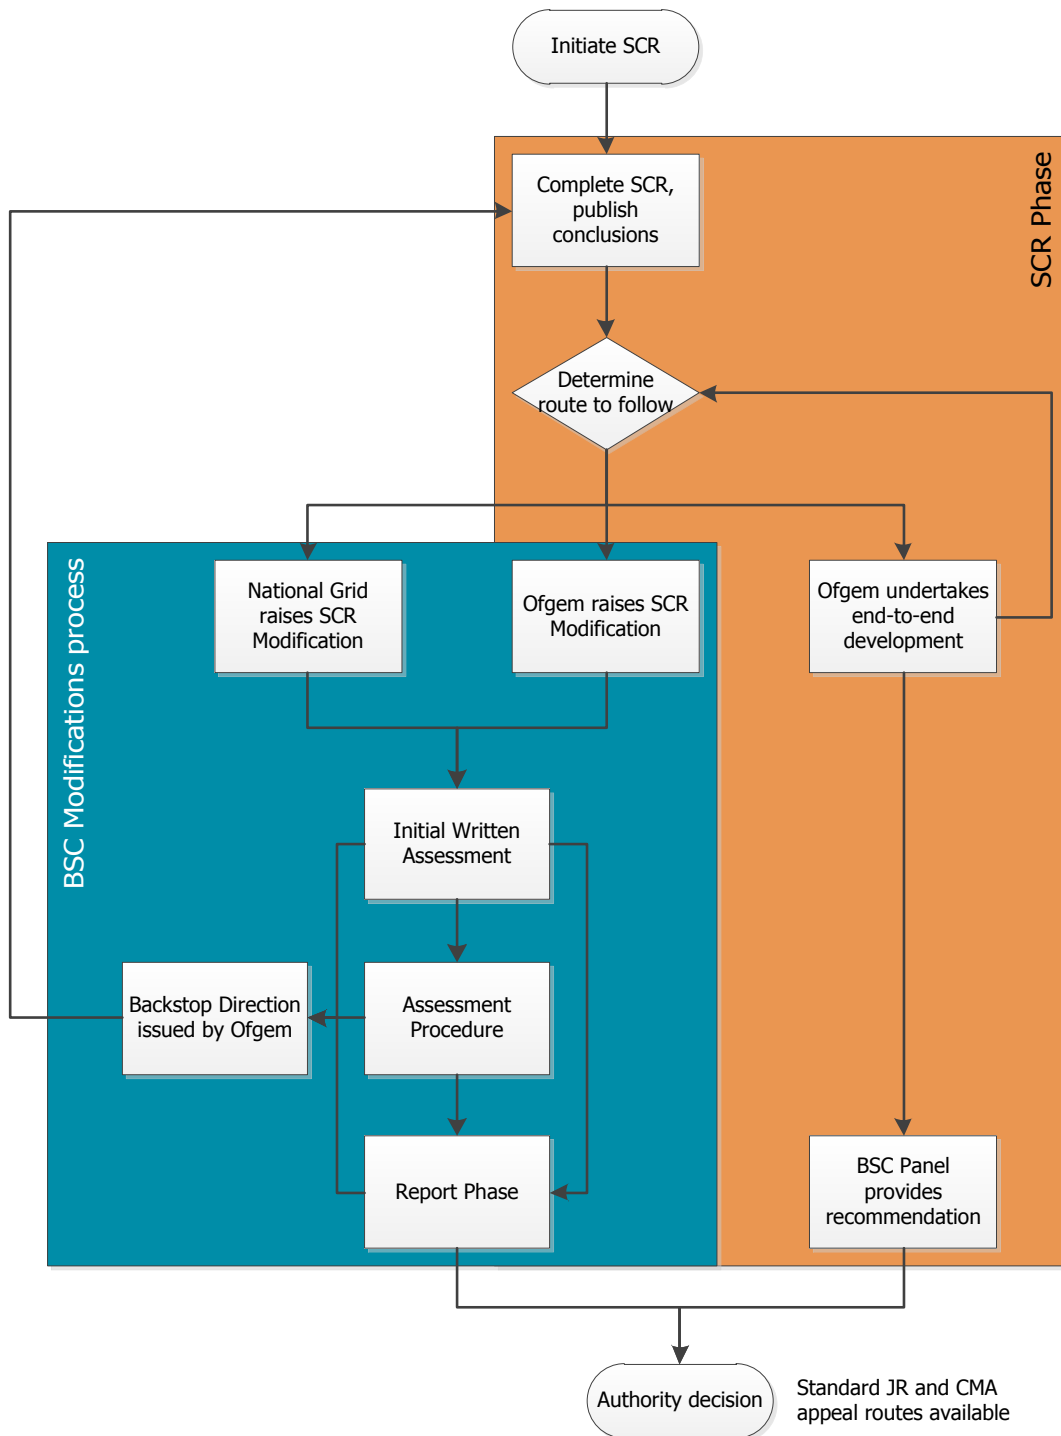 Initiate SCR
SCR Phase
Complete SCR,
publish
conclusions
Determine
route to follow
BSC Modifications process
National Grid
raises SCR
Modification
Ofgem raises SCR
Modification
Ofgem undertakes
end-to-end
development
Initial Written
Assessment
Backstop Direction
issued by Ofgem
Assessment
Procedure
Report Phase
BSC Panel
provides
recommendation
Authority decision
Standard JR and CMA
appeal routes available